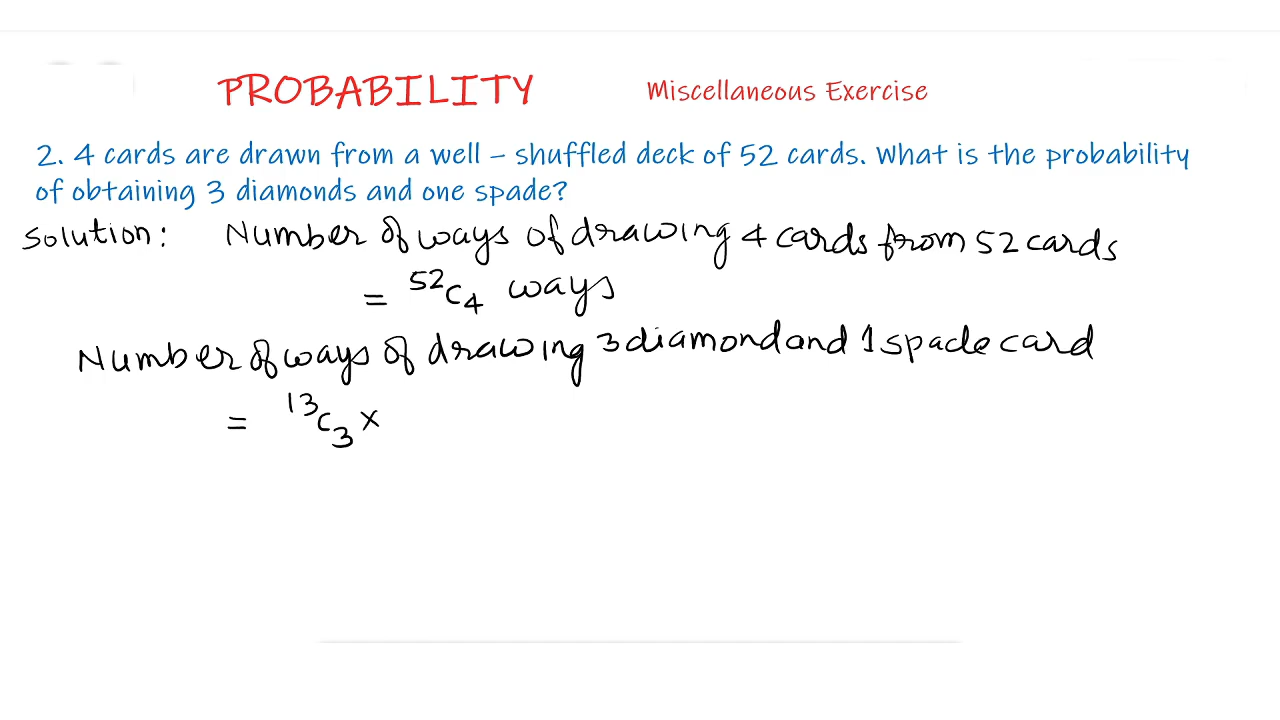 PROBABILITY Miscellaneous Exercise
2. 4 cards are drawn from a well – shuffled deck of 52 cards. What is the probability
of obtaining 3 diamonds and one spade?
Solution: Number of ways of drawing 4 cards from 52 cards
= ⁵²C₄ ways
Number of ways of drawing 3 diamond and 1 spade card
= ¹³C₃ ×